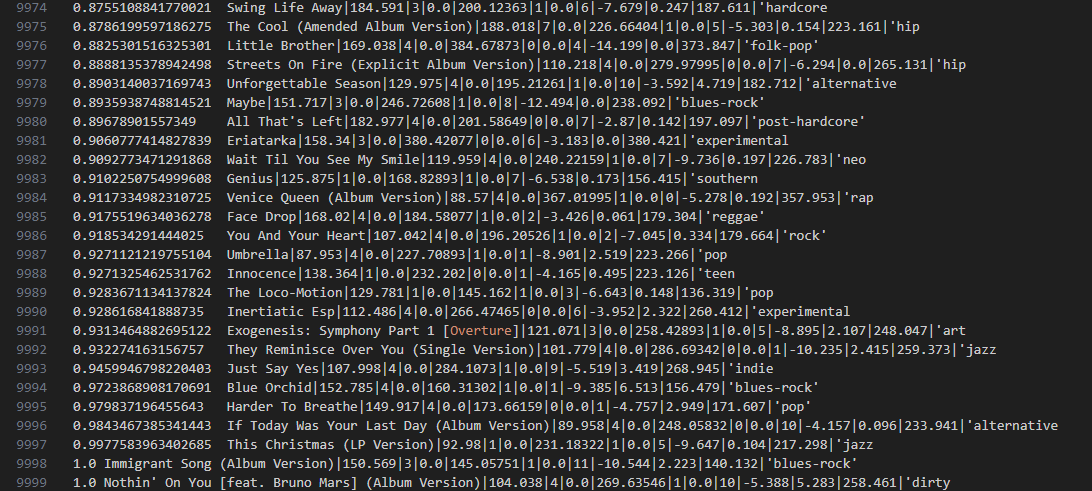 9974 0.8755108841770021 Swing Life Away|184.591|3|0.0|200.12363|1|0.0|6|-7.679|0.247|187.611|'hardcore
9975 0.8786199597186275 The Cool (Amended Album Version)|188.018|7|0.0|226.66404|1|0.0|5|-5.303|0.154|223.161|'hip
9976 0.8825301516325301 Little Brother|169.038|4|0.0|384.67873|0|0.0|4|-14.199|0.0|373.847|'folk-pop'
9977 0.8888135378942498 Streets On Fire (Explicit Album Version)|110.218|4|0.0|279.97995|0|0.0|7|-6.294|0.0|265.131|'hip
9978 0.8903140037169743 Unforgettable Season|129.975|4|0.0|195.21261|1|0.0|10|-3.592|4.719|182.712|'alternative
9979 0.8935938748814521 Maybe|151.717|3|0.0|246.72608|1|0.0|8|-12.494|0.0|238.092|'blues-rock'
9980 0.89678901557349 All That's Left|182.977|4|0.0|201.58649|0|0.0|7|-2.87|0.142|197.097|'post-hardcore'
9981 0.9060777414827839 Eriatarka|158.34|3|0.0|380.42077|0|0.0|6|-3.183|0.0|380.421|'experimental
9982 0.9092773471291868 Wait Til You See My Smile|119.959|4|0.0|240.22159|1|0.0|7|-9.736|0.197|226.783|'neo
9983 0.9102250754999608 Genius|125.875|1|0.0|168.82893|1|0.0|7|-6.538|0.173|156.415|'southern
9984 0.9117334982310725 Venice Queen (Album Version)|88.57|4|0.0|367.01995|1|0.0|0|-5.278|0.192|357.953|'rap
9985 0.9175519634036278 Face Drop|168.02|4|0.0|184.58077|1|0.0|2|-3.426|0.061|179.304|'reggae'
9986 0.918534291444025 You And Your Heart|107.042|4|0.0|196.20526|1|0.0|2|-7.045|0.334|179.664|'rock'
9987 0.9271121219755104 Umbrella|87.953|4|0.0|227.70893|1|0.0|1|-8.901|2.519|223.266|'pop
9988 0.9271325462531762 Innocence|138.364|1|0.0|232.202|0|0.0|1|-4.165|0.495|223.126|'teen
9989 0.9283671134137824 The Loco-Motion|129.781|1|0.0|145.162|1|0.0|3|-6.643|0.148|136.319|'pop
9990 0.928616841888735 Inertiatic Esp|112.486|4|0.0|266.47465|0|0.0|6|-3.952|2.322|260.412|'experimental
9991 0.9313464882695122 Exogenesis: Symphony Part 1 [Overture]|121.071|3|0.0|258.42893|1|0.0|5|-8.895|2.107|248.047|'art
9992 0.932274163156757 They Reminisce Over You (Single Version)|101.779|4|0.0|286.69342|0|0.0|1|-10.235|2.415|259.373|'jazz
9993 0.9459946798220403 Just Say Yes|107.998|4|0.0|284.1073|1|0.0|9|-5.519|3.419|268.945|'indie
9994 0.9723868908170691 Blue Orchid|152.785|4|0.0|160.31302|1|0.0|1|-9.385|6.513|156.479|'blues-rock'
9995 0.979837196455643 Harder To Breathe|149.917|4|0.0|173.66159|0|0.0|1|-4.757|2.949|171.607|'pop'
9996 0.9843467385341443 If Today Was Your Last Day (Album Version)|89.958|4|0.0|248.05832|0|0.0|10|-4.157|0.096|233.941|'alternative
9997 0.9977583963402685 This Christmas (LP Version)|92.98|1|0.0|231.18322|1|0.0|5|-9.647|0.104|217.298|'jazz
9998 1.0 Immigrant Song (Album Version)|150.569|3|0.0|145.05751|1|0.0|11|-10.544|2.223|140.132|'blues-rock'
9999 1.0 Nothin' On You [feat. Bruno Mars] (Album Version)|104.038|4|0.0|269.63546|1|0.0|10|-5.388|5.283|258.461|'dirty